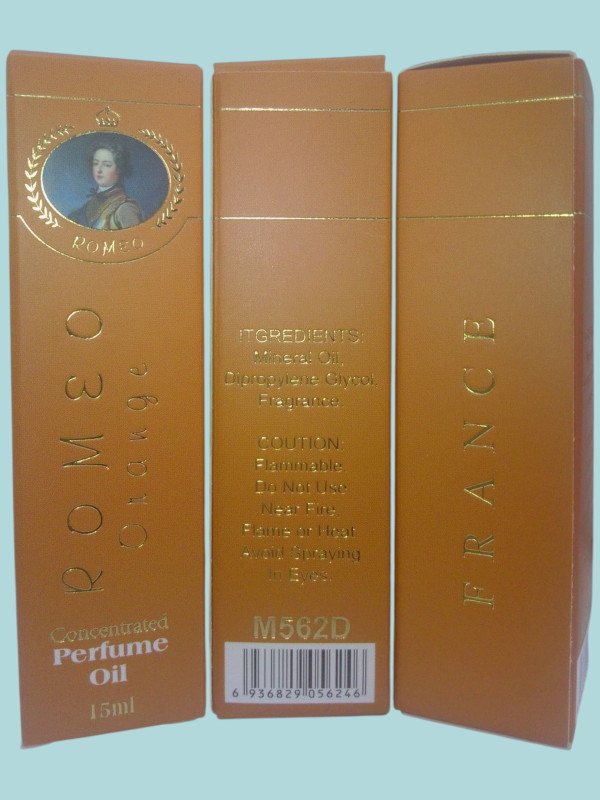 ROMEO
ROMEO
Orange
Concentrated
Perfume
Oil
15ml
ITGREDIENTS:
Mineral Oil,
Dipropylene Glycol,
Fragrance.
COUTION:
Flammable.
Do Not Use
Near Fire,
Flame or Heat.
Avoid Spraying
In Eyes.
M562D
6 936829 056246
FRANCE